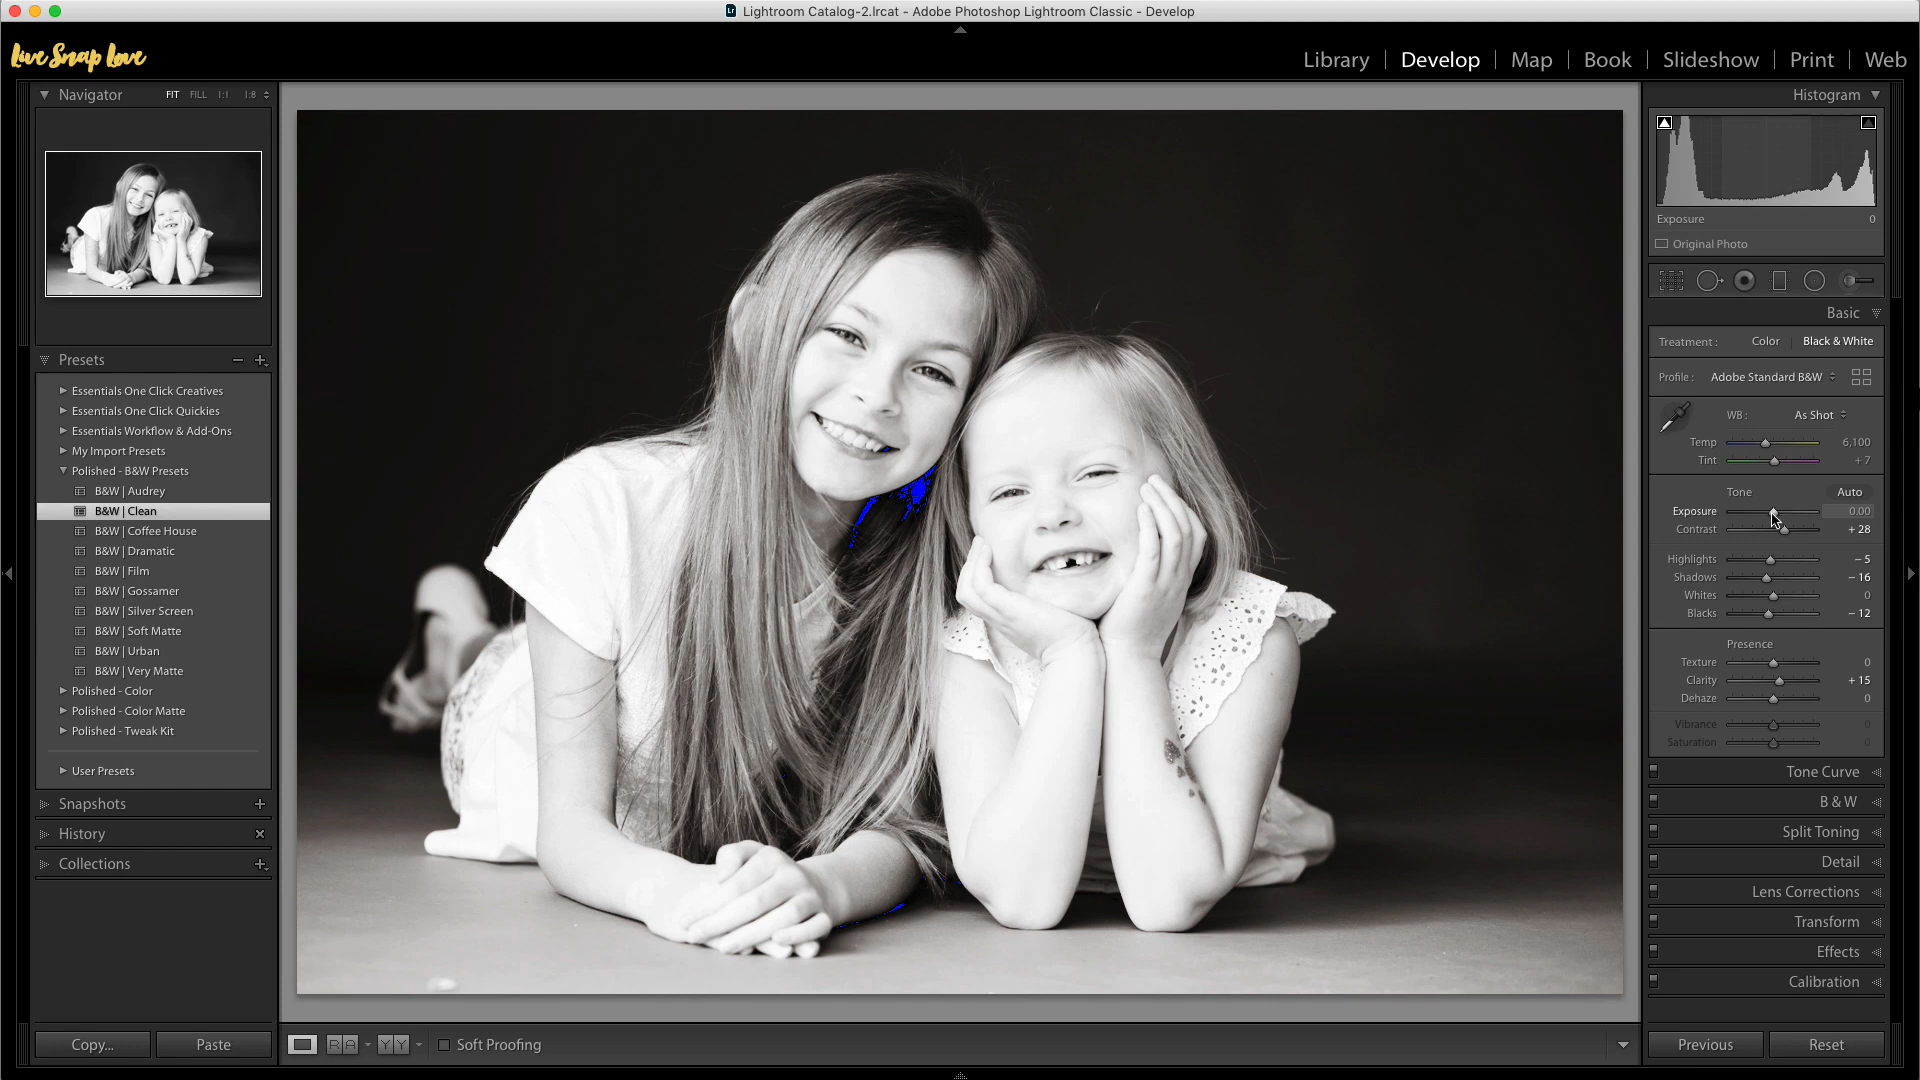 Lightroom Catalog-2.lrcat - Adobe Photoshop Lightroom Classic - Develop
Live Snap Love
Library | Develop | Map | Book | Slideshow | Print | Web
Navigator FIT FILL 1:1 1:8
Presets
Essentials One Click Creatives
Essentials One Click Quickies
Essentials Workflow & Add-Ons
My Import Presets
Polished - B&W Presets
B&W | Audrey
B&W | Clean
B&W | Coffee House
B&W | Dramatic
B&W | Film
B&W | Gossamer
B&W | Silver Screen
B&W | Soft Matte
B&W | Urban
B&W | Very Matte
Polished - Color
Polished - Color Matte
Polished - Tweak Kit
User Presets
Snapshots
History
Collections
Copy... Paste
R A Y Y Soft Proofing
Histogram
Exposure 0
Original Photo
Basic
Treatment : Color Black & White
Profile : Adobe Standard B&W
WB : As Shot
Temp 6,100
Tint + 7
Tone Auto
Exposure 0.00
Contrast + 28
Highlights - 5
Shadows - 16
Whites 0
Blacks - 12
Presence
Texture 0
Clarity + 15
Dehaze 0
Vibrance 0
Saturation 0
Tone Curve
B & W
Split Toning
Detail
Lens Corrections
Transform
Effects
Calibration
Previous Reset